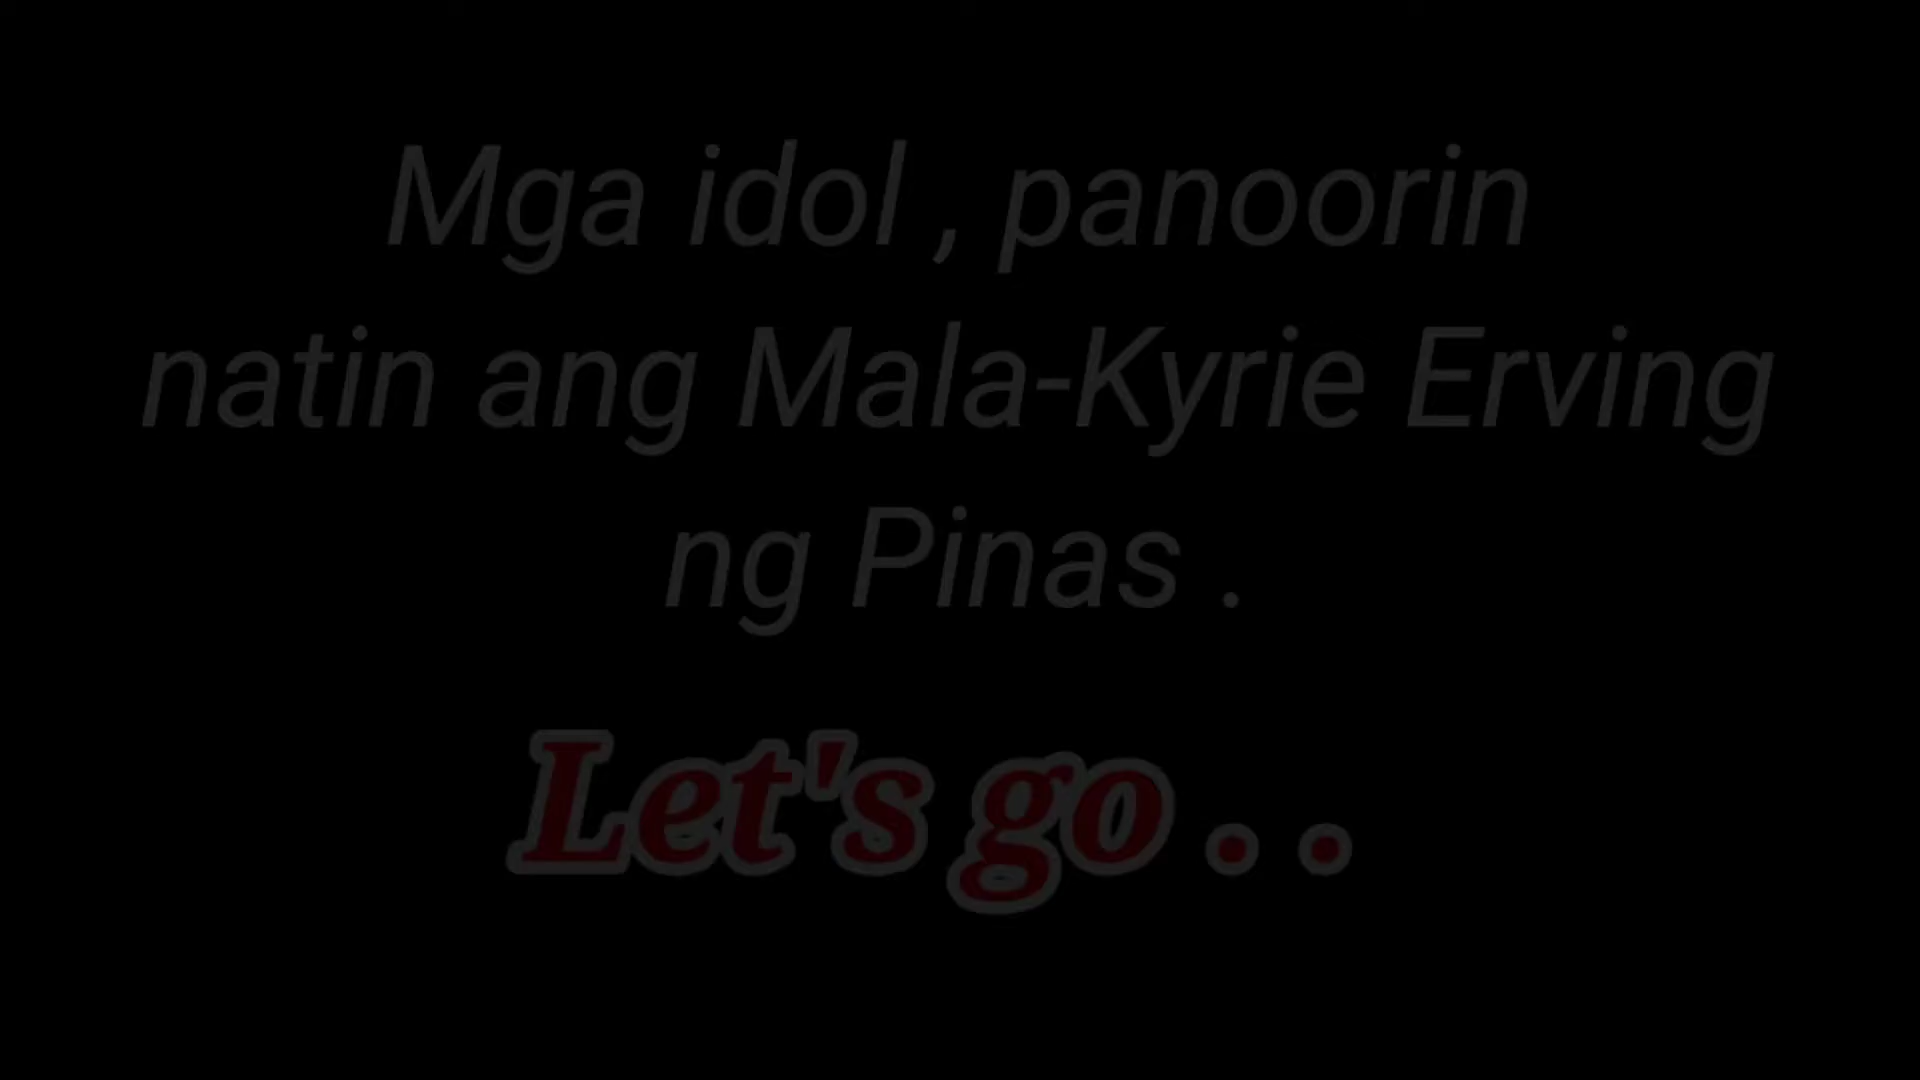 Mga idol , panoorin
natin ang Mala-Kyrie Erving
ng Pinas .
Let's go . .